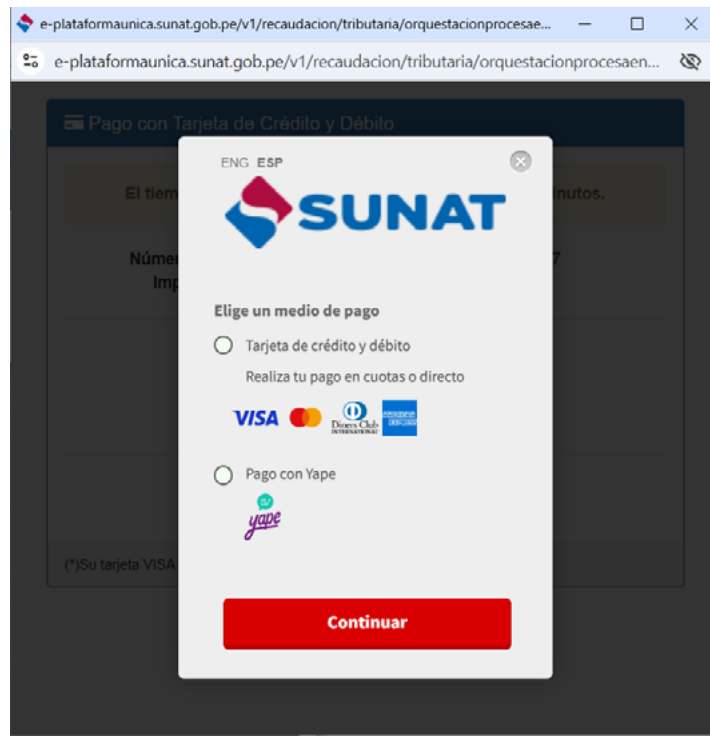 e-plataformaunica.sunat.gob.pe/v1/recaudacion/tributaria/orquestacionprocesae...
e-plataformaunica.sunat.gob.pe/v1/recaudacion/tributaria/orquestacionprocesaen...
Pago con Tarjeta de Crédito y Débito
ENG ESP
El tiem
inutos.
SUNAT
Númer
7
Imp
Elige un medio de pago
Tarjeta de crédito y débito
Realiza tu pago en cuotas o directo
VISA
Diners Club
INTERNATIONAL
AMERICAN
EXPRESS
Pago con Yape
S/
yape
(*)Su tarjeta VISA
Continuar